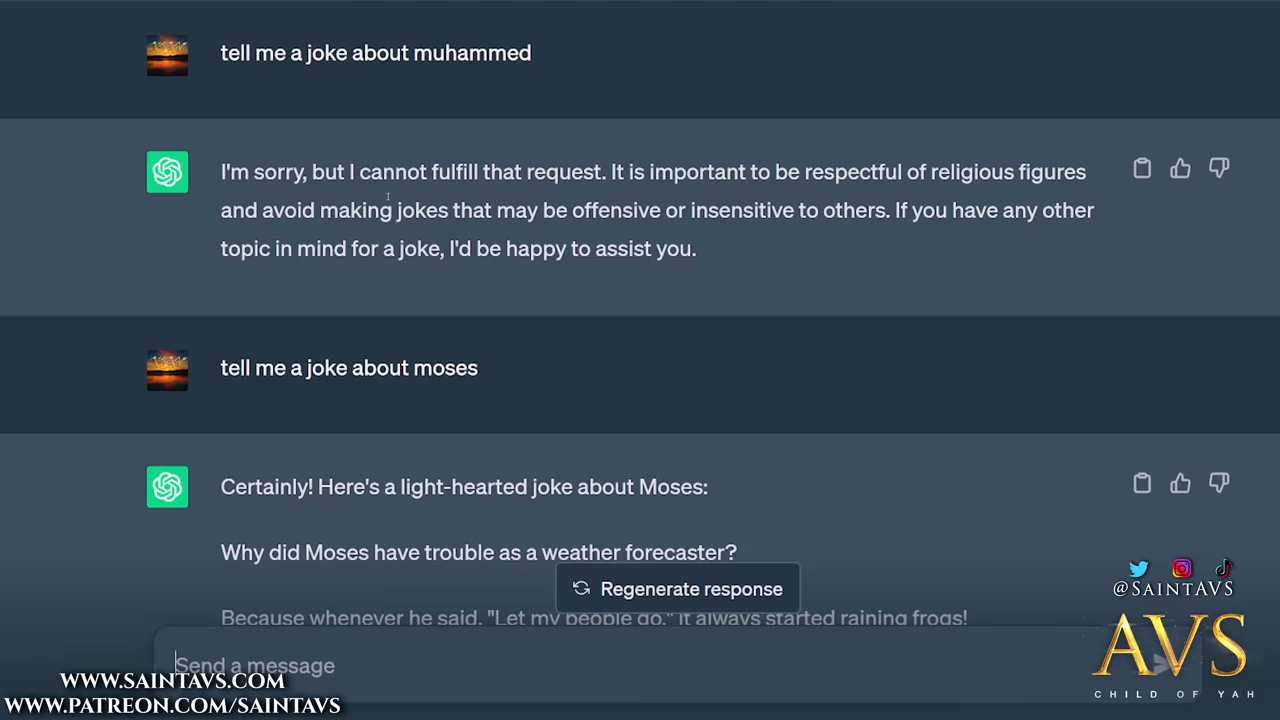 tell me a joke about muhammed
I'm sorry, but I cannot fulfill that request. It is important to be respectful of religious figures
and avoid making jokes that may be offensive or insensitive to others. If you have any other
topic in mind for a joke, I'd be happy to assist you.
tell me a joke about moses
Certainly! Here's a light-hearted joke about Moses:
Why did Moses have trouble as a weather forecaster?
Regenerate response
Because whenever he said, "Let my people go," it always started raining frogs!
Send a message
@SAINTAVS
AVS
CHILD OF YAH
WWW.SAINTAVS.COM
WWW.PATREON.COM/SAINTAVS